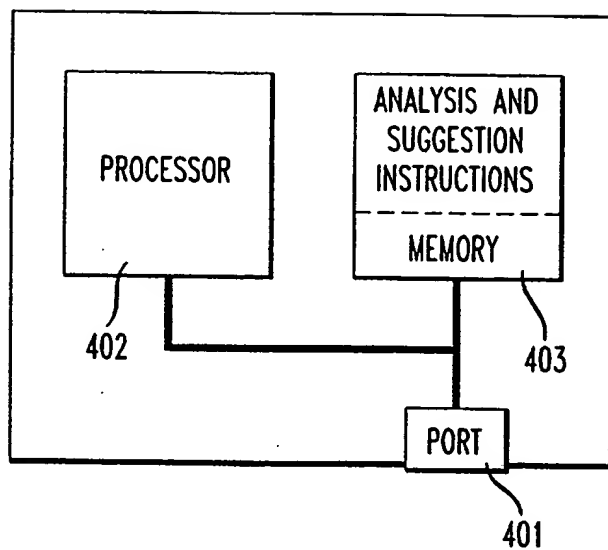 PROCESSOR
402
ANALYSIS AND
SUGGESTION
INSTRUCTIONS
MEMORY
403
PORT
401